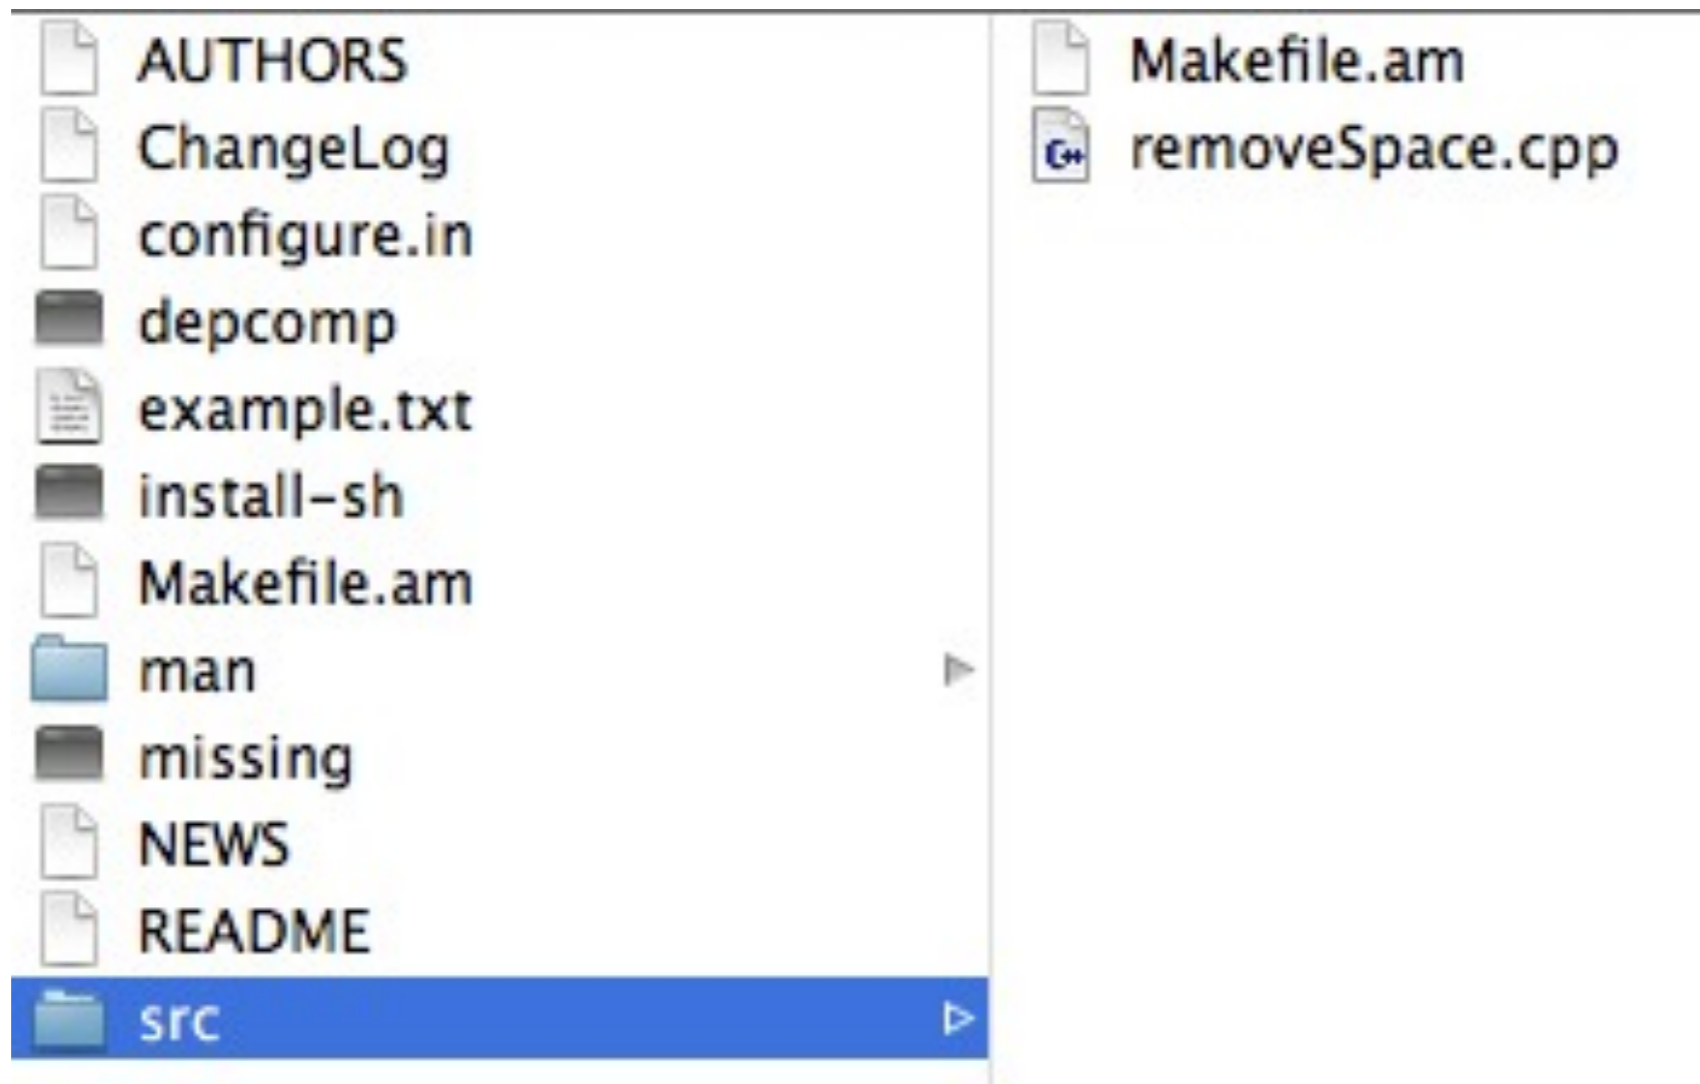 AUTHORS
ChangeLog
configure.in
depcomp
example.txt
install-sh
Makefile.am
man
missing
NEWS
README
src
Makefile.am
C++
removeSpace.cpp